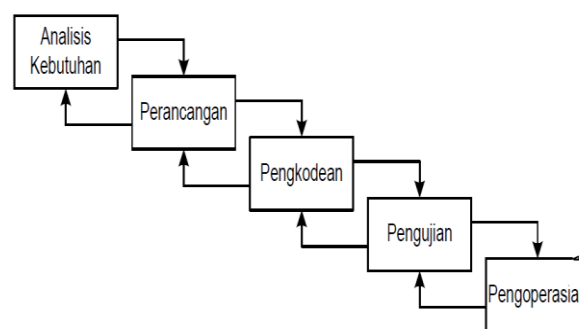 Analisis
Kebutuhan
Perancangan
Pengkodean
Pengujian
Pengoperasia